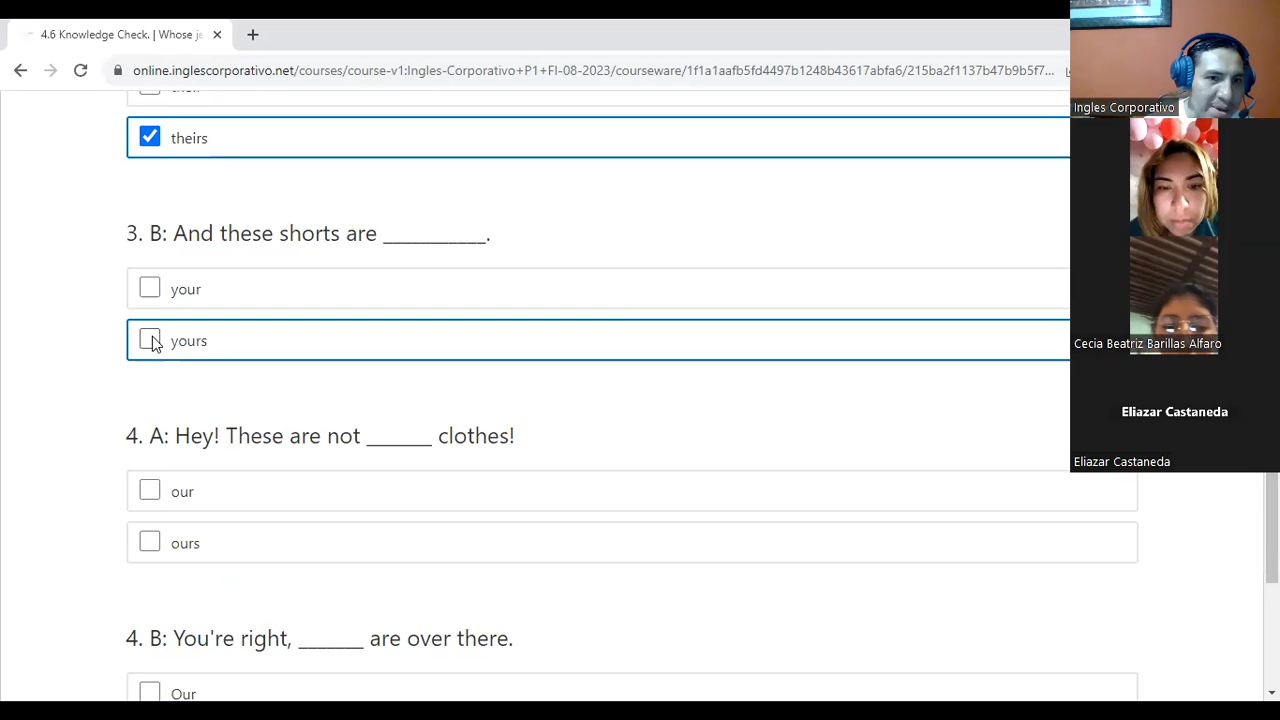 4.6 Knowledge Check. | Whose je
online.inglescorporativo.net/courses/course-v1:Ingles-Corporativo+P1+FI-08-2023/courseware/1f1a1aafb5fd4497b1248b43617abfa6/215ba2f1137b47b9b5f7...
their
theirs
3. B: And these shorts are ___________.
your
yours
4. A: Hey! These are not _______ clothes!
our
ours
4. B: You're right, _______ are over there.
Our
Ingles Corporativo
Cecia Beatriz Barillas Alfaro
Eliazar Castaneda
Eliazar Castaneda